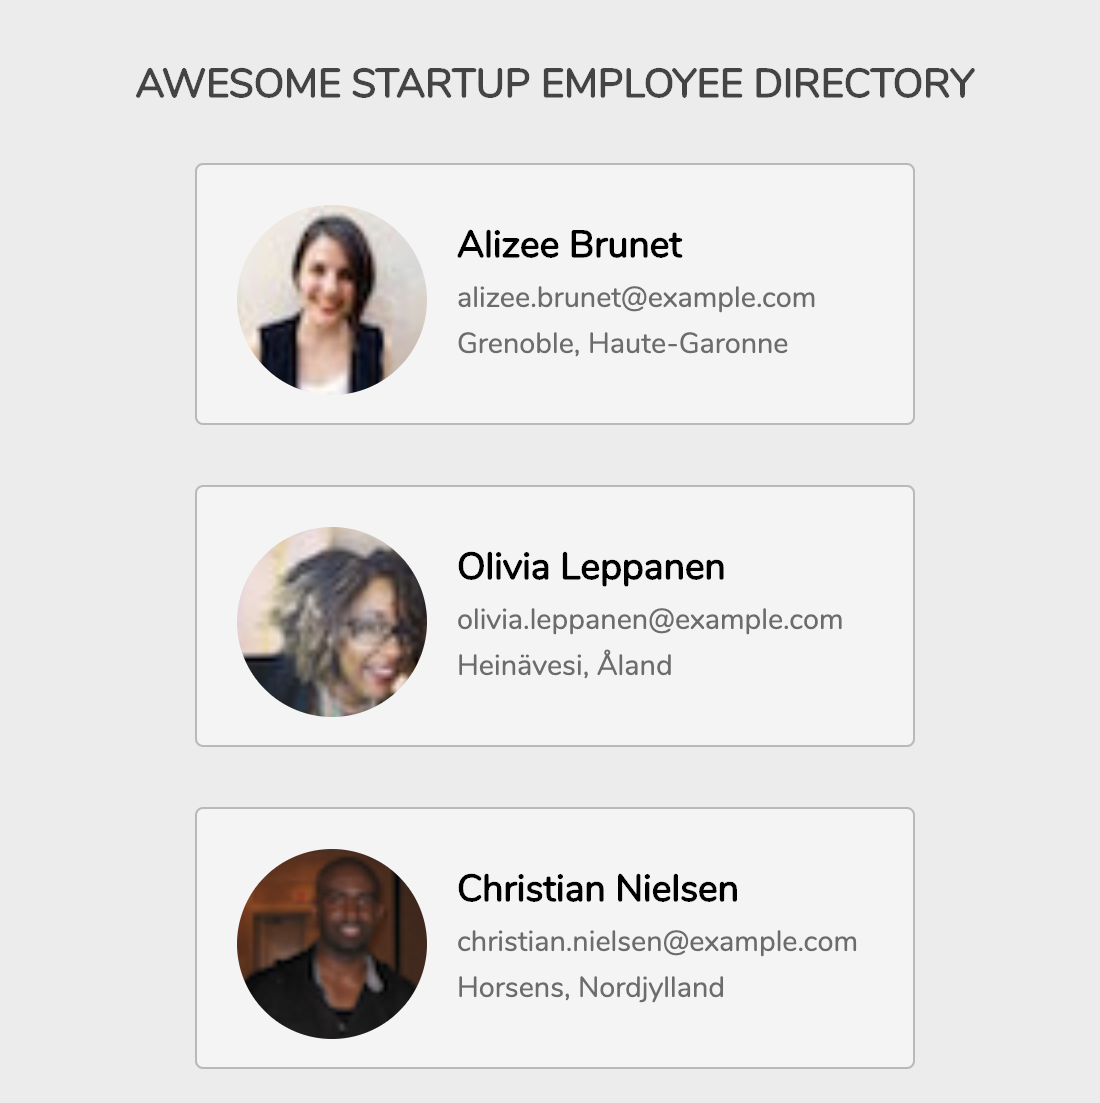 AWESOME STARTUP EMPLOYEE DIRECTORY
Alizee Brunet
alizee.brunet@example.com
Grenoble, Haute-Garonne
Olivia Leppanen
olivia.leppanen@example.com
Heinävesi, Åland
Christian Nielsen
christian.nielsen@example.com
Horsens, Nordjylland